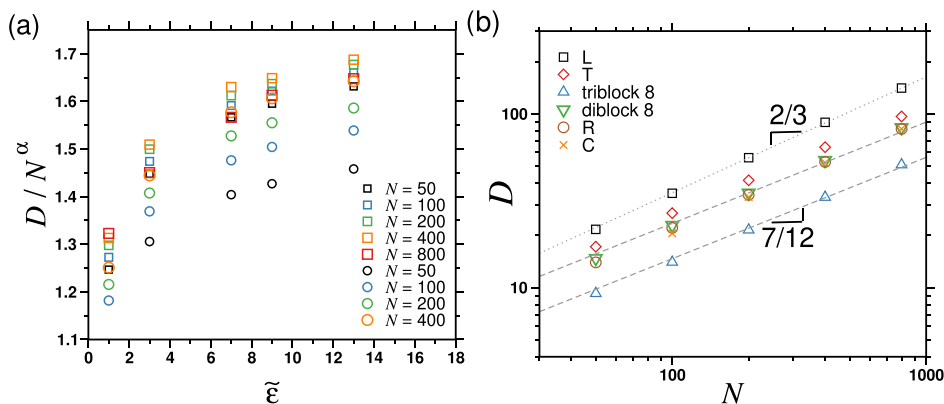 (a)
1.7
1.6
1.5
1.4
1.3
1.2
1.1
D / N^α
0 2 4 6 8 10 12 14 16 18
ε̃
N = 50
N = 100
N = 200
N = 400
N = 800
N = 50
N = 100
N = 200
N = 400
(b)
L
T
triblock 8
diblock 8
R
C
2/3
7/12
100
10
D
100 1000
N